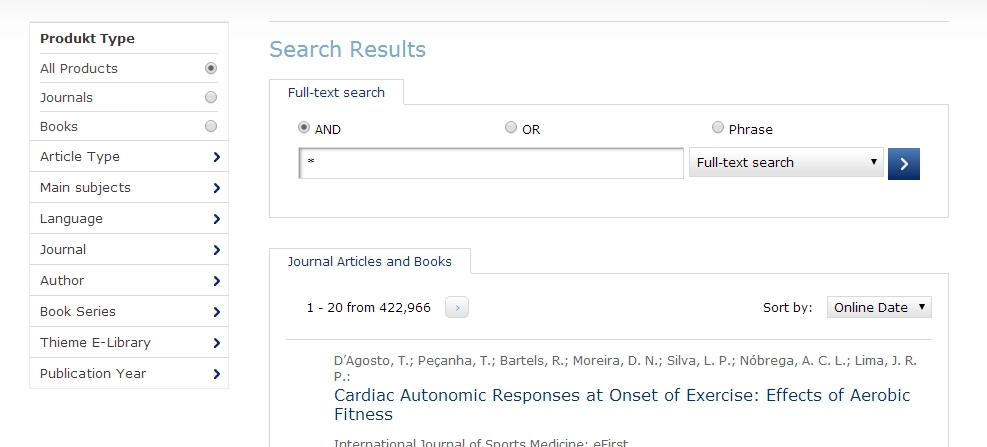 Produkt Type
All Products
Journals
Books
Article Type
Main subjects
Language
Journal
Author
Book Series
Thieme E-Library
Publication Year
Search Results
Full-text search
AND OR Phrase
* Full-text search
Journal Articles and Books
1 - 20 from 422,966 Sort by: Online Date
D’Agosto, T.; Peçanha, T.; Bartels, R.; Moreira, D. N.; Silva, L. P.; Nóbrega, A. C. L.; Lima, J. R.
P.:
Cardiac Autonomic Responses at Onset of Exercise: Effects of Aerobic
Fitness
International Journal of Sports Medicine; eFirst